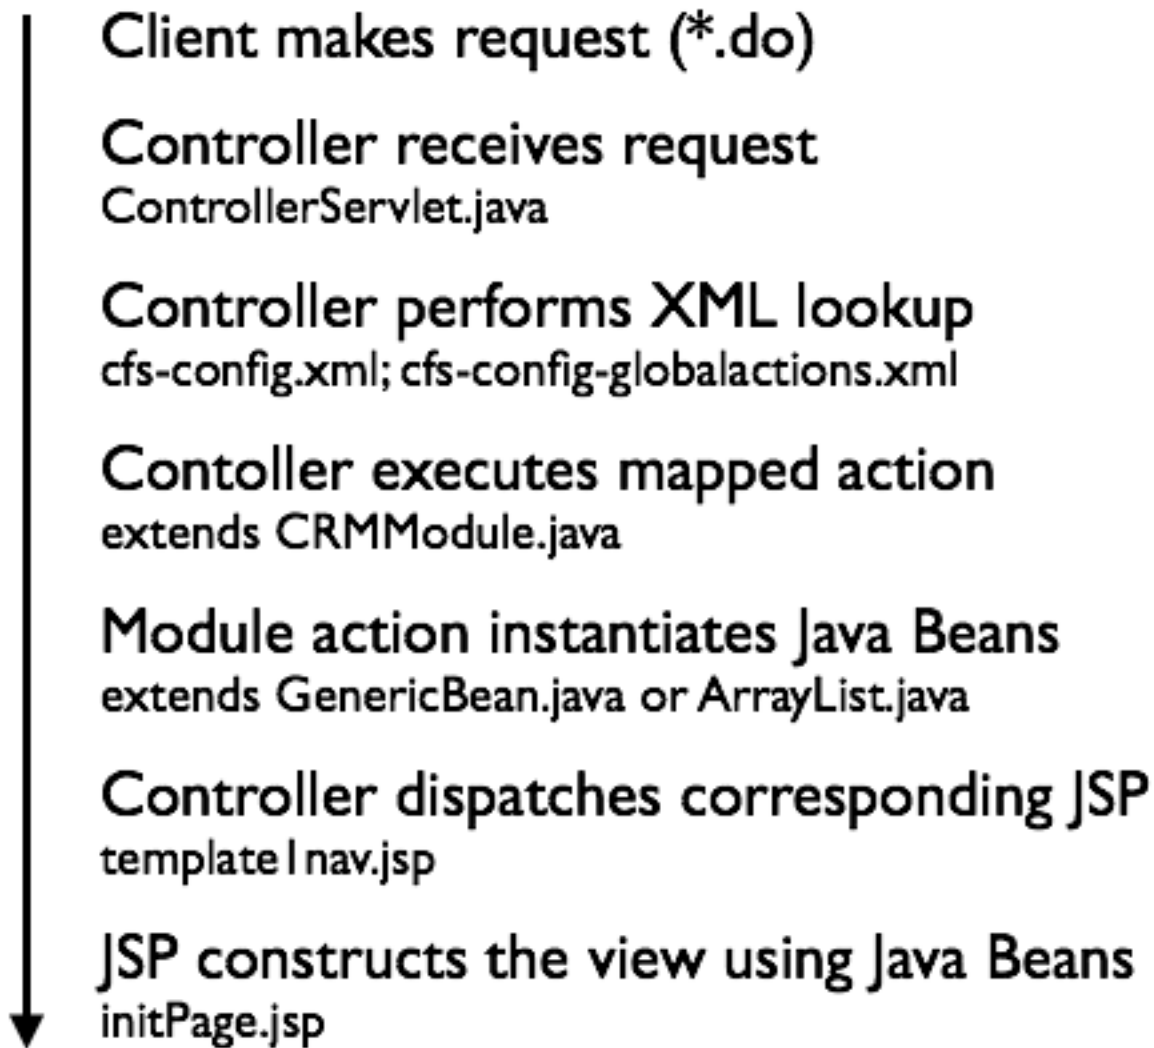 Client makes request (*.do)
Controller receives request
ControllerServlet.java
Controller performs XML lookup
cfs-config.xml; cfs-config-globalactions.xml
Contoller executes mapped action
extends CRMModule.java
Module action instantiates Java Beans
extends GenericBean.java or ArrayList.java
Controller dispatches corresponding JSP
template1nav.jsp
JSP constructs the view using Java Beans
initPage.jsp